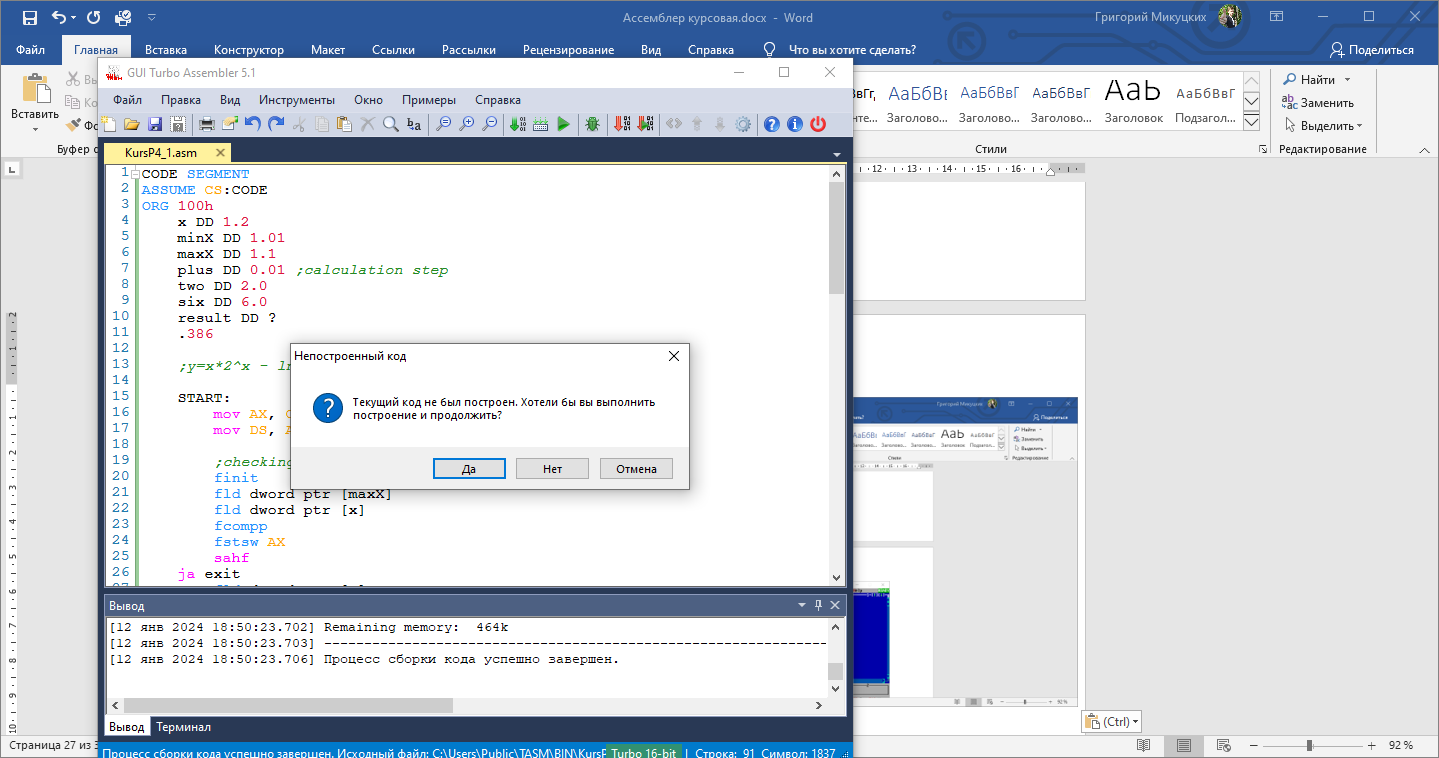 Ассемблер курсовая.docx - Word
Григорий Микуцких
Файл Главная Вставка Конструктор Макет Ссылки Рассылки Рецензирование Вид Справка Что вы хотите сделать? Поделиться
GUI Turbo Assembler 5.1
Файл Правка Вид Инструменты Окно Примеры Справка
KursP4_1.asm
1 CODE SEGMENT
2 ASSUME CS:CODE
3 ORG 100h
4 x DD 1.2
5 minX DD 1.01
6 maxX DD 1.1
7 plus DD 0.01 ;calculation step
8 two DD 2.0
9 six DD 6.0
10 result DD ?
11 .386
12
13 ;y=x*2^x - ln
14
15 START:
16 mov AX,
17 mov DS,
18
19 ;checking
20 finit
21 fld dword ptr [maxX]
22 fld dword ptr [x]
23 fcompp
24 fstsw AX
25 sahf
26 ja exit
Непостроенный код
Текущий код не был построен. Хотели бы вы выполнить
построение и продолжить?
Да Нет Отмена
Вывод
[12 янв 2024 18:50:23.702] Remaining memory: 464k
[12 янв 2024 18:50:23.703] ----------------------------------------
[12 янв 2024 18:50:23.706] Процесс сборки кода успешно завершен.
Вывод Терминал
Процесс сборки кода успешно завершен. Исходный файл: C:\Users\Public\TASM\BIN\KursP Turbo 16-bit | Строка: 91 Символ: 1837
Вставить
Буфер
АаБбВвГ АаБбВвГ АаБбВвГ АаБ АаБбВвГ
Заголово... Заголово... Заголово... Заголовок Подзагол...
Стили
Найти
Заменить
Выделить
Редактирование
12 13 14 15 16
(Ctrl)
Страница 27 из
92 %